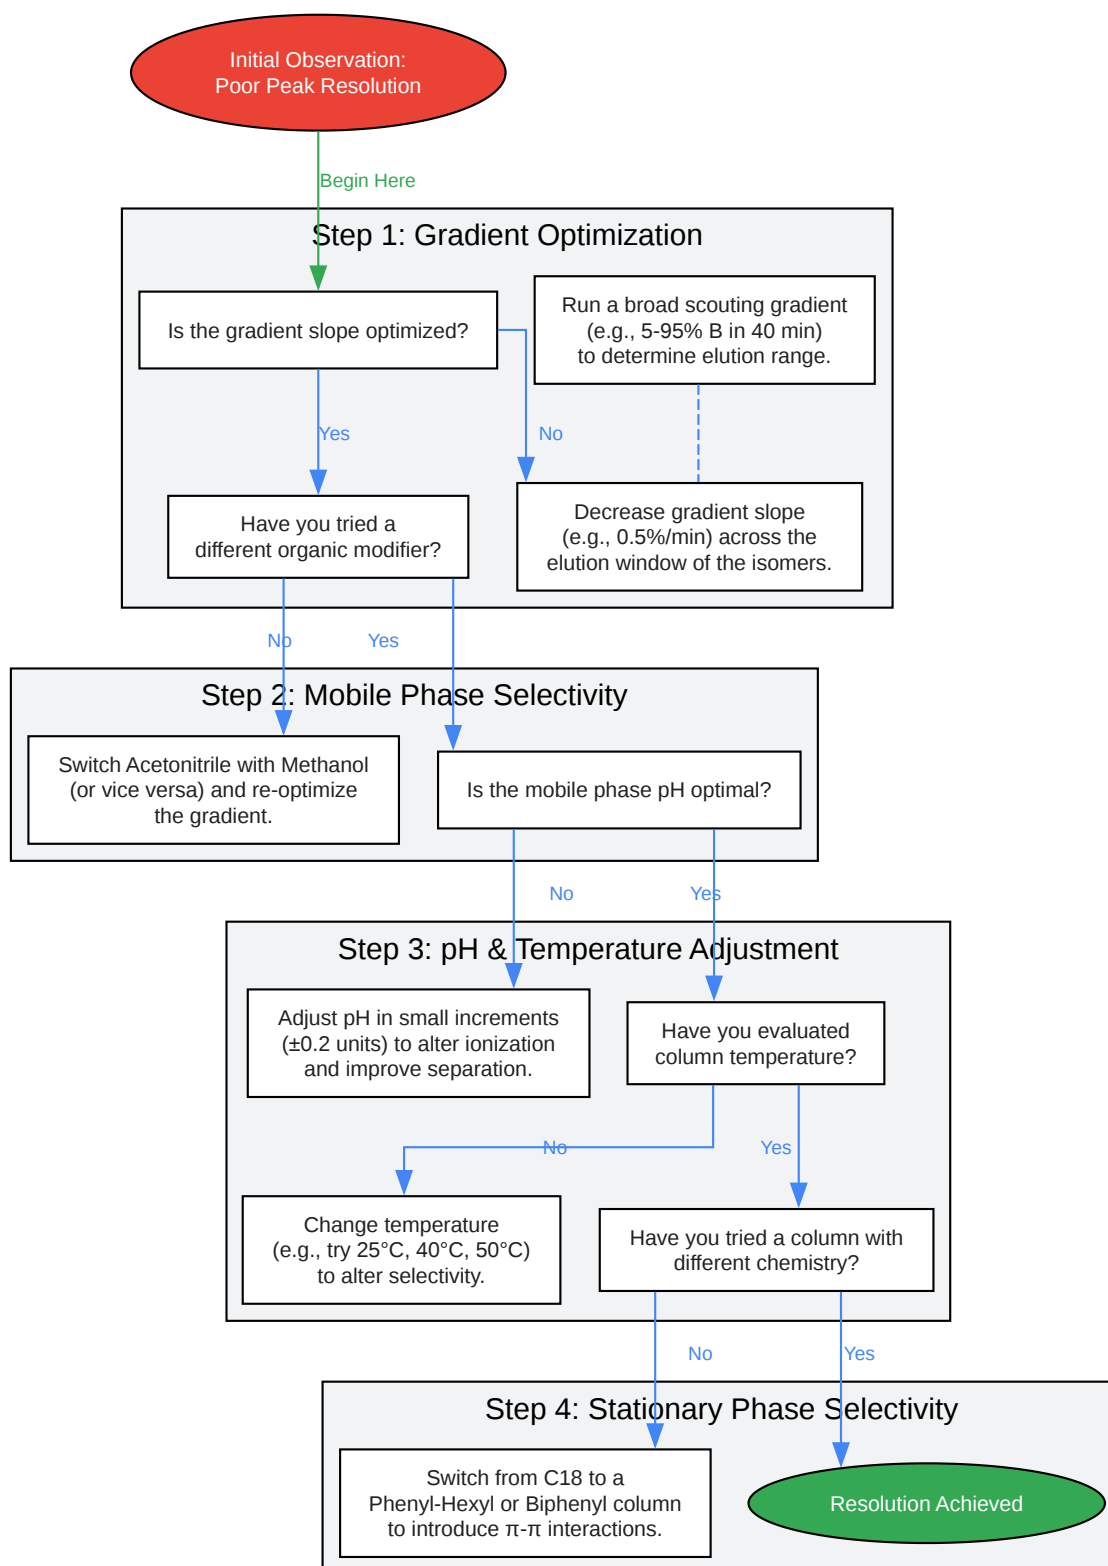 Initial Observation:
Poor Peak Resolution
Begin Here
Step 1: Gradient Optimization
Is the gradient slope optimized?
Run a broad scouting gradient
(e.g., 5-95% B in 40 min)
to determine elution range.
Yes
No
Have you tried a
different organic modifier?
Decrease gradient slope
(e.g., 0.5%/min) across the
elution window of the isomers.
No
Yes
Step 2: Mobile Phase Selectivity
Switch Acetonitrile with Methanol
(or vice versa) and re-optimize
the gradient.
Is the mobile phase pH optimal?
No
Yes
Step 3: pH & Temperature Adjustment
Adjust pH in small increments
(±0.2 units) to alter ionization
and improve separation.
Have you evaluated
column temperature?
No
Yes
Change temperature
(e.g., try 25°C, 40°C, 50°C)
to alter selectivity.
Have you tried a column with
different chemistry?
No
Yes
Step 4: Stationary Phase Selectivity
Switch from C18 to a
Phenyl-Hexyl or Biphenyl column
to introduce π-π interactions.
Resolution Achieved